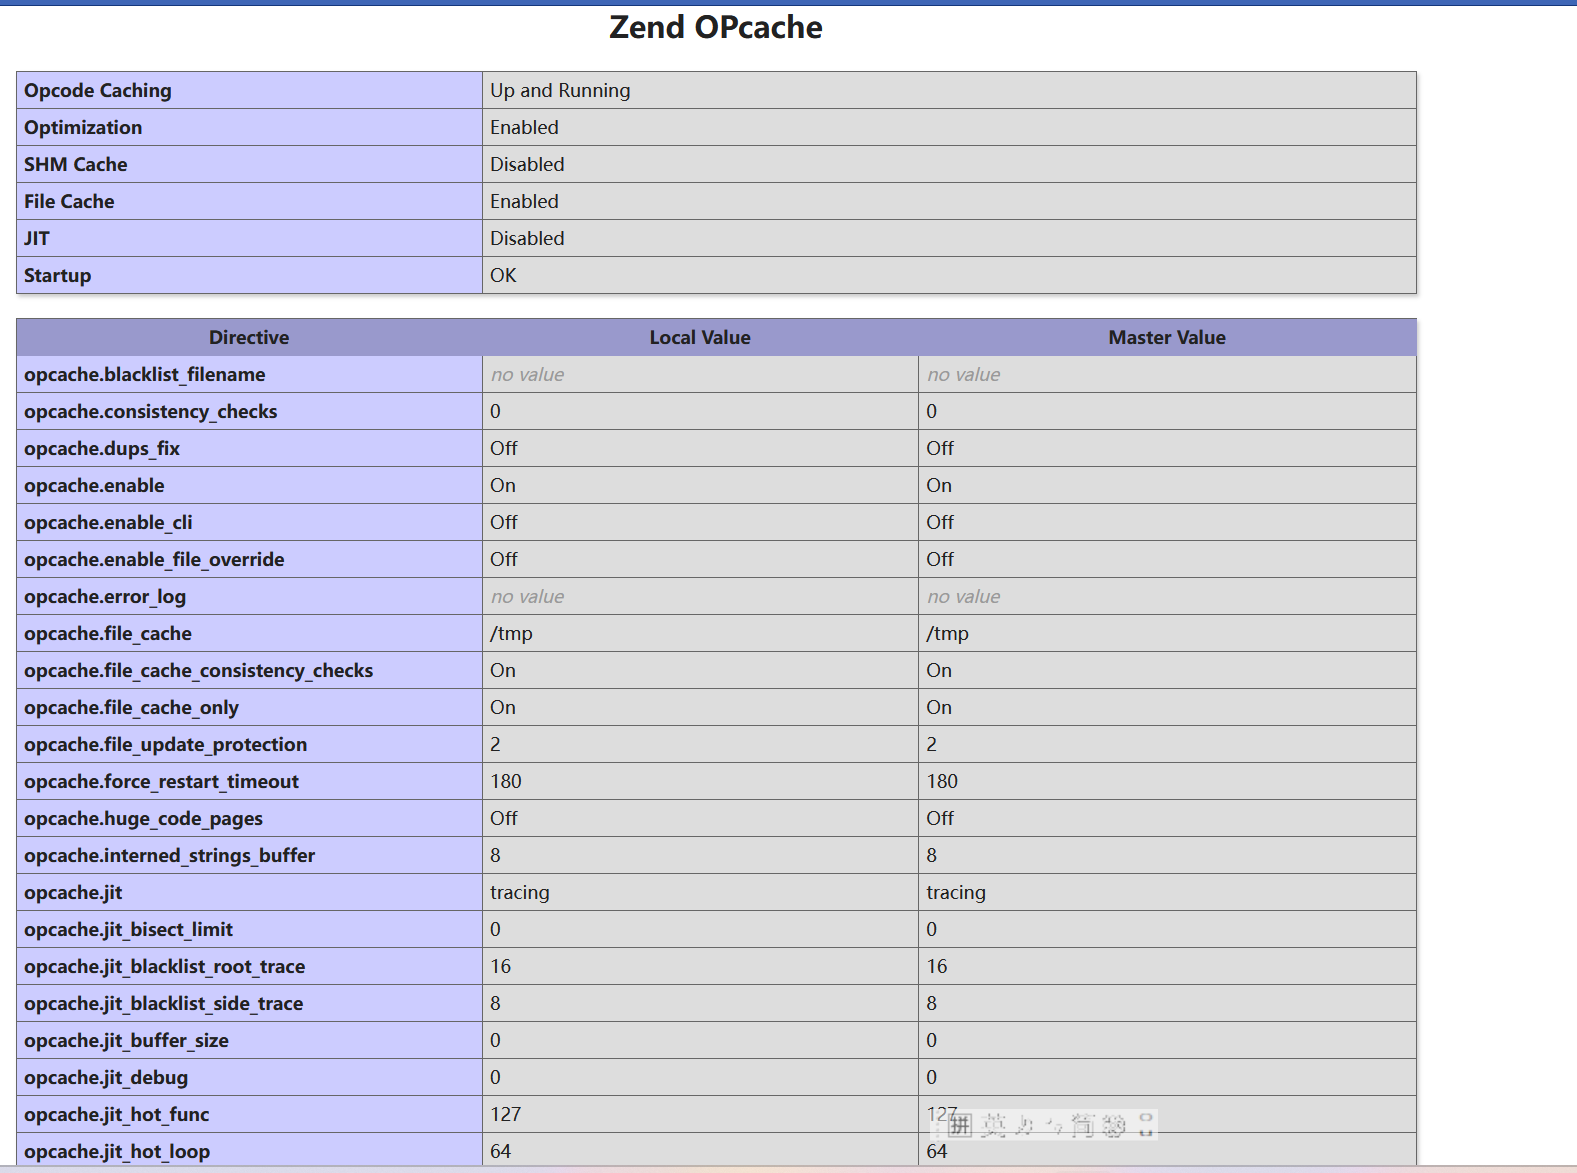 Zend OPcache
Opcode Caching Up and Running
Optimization Enabled
SHM Cache Disabled
File Cache Enabled
JIT Disabled
Startup OK
Directive Local Value Master Value
opcache.blacklist_filename no value no value
opcache.consistency_checks 0 0
opcache.dups_fix Off Off
opcache.enable On On
opcache.enable_cli Off Off
opcache.enable_file_override Off Off
opcache.error_log no value no value
opcache.file_cache /tmp /tmp
opcache.file_cache_consistency_checks On On
opcache.file_cache_only On On
opcache.file_update_protection 2 2
opcache.force_restart_timeout 180 180
opcache.huge_code_pages Off Off
opcache.interned_strings_buffer 8 8
opcache.jit tracing tracing
opcache.jit_bisect_limit 0 0
opcache.jit_blacklist_root_trace 16 16
opcache.jit_blacklist_side_trace 8 8
opcache.jit_buffer_size 0 0
opcache.jit_debug 0 0
opcache.jit_hot_func 127 127
拼 英 简
opcache.jit_hot_loop 64 64